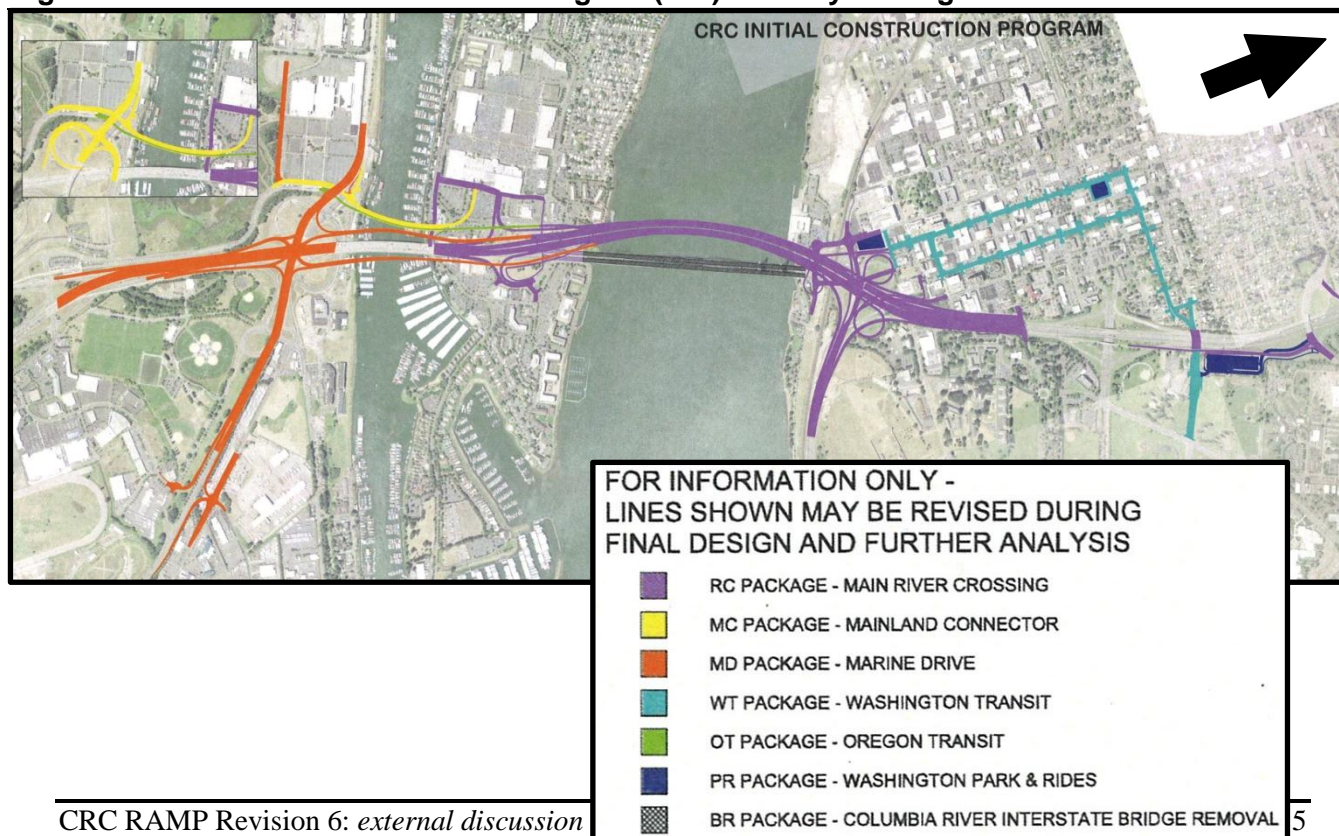 CRC INITIAL CONSTRUCTION PROGRAM
FOR INFORMATION ONLY -
LINES SHOWN MAY BE REVISED DURING
FINAL DESIGN AND FURTHER ANALYSIS
RC PACKAGE - MAIN RIVER CROSSING
MC PACKAGE - MAINLAND CONNECTOR
MD PACKAGE - MARINE DRIVE
WT PACKAGE - WASHINGTON TRANSIT
OT PACKAGE - OREGON TRANSIT
PR PACKAGE - WASHINGTON PARK & RIDES
BR PACKAGE - COLUMBIA RIVER INTERSTATE BRIDGE REMOVAL
CRC RAMP Revision 6: external discussion 5